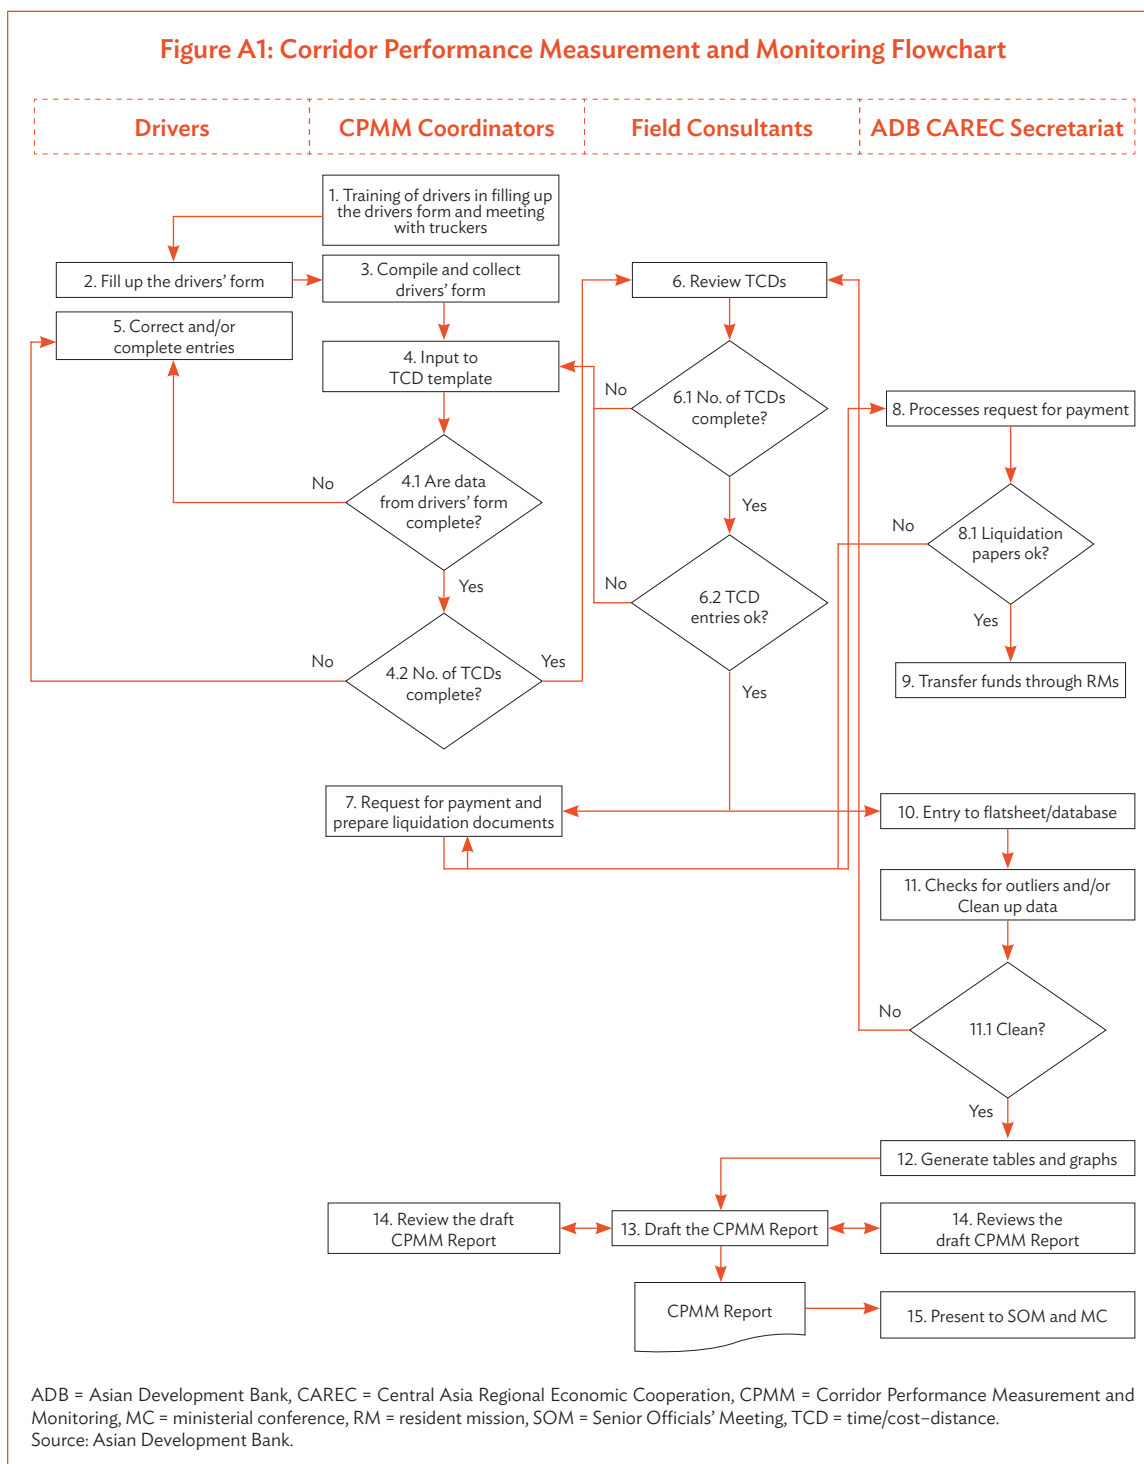 Figure A1: Corridor Performance Measurement and Monitoring Flowchart
Drivers
CPMM Coordinators
Field Consultants
ADB CAREC Secretariat
1. Training of drivers in filling up
the drivers form and meeting
with truckers
2. Fill up the drivers’ form
3. Compile and collect
drivers’ form
6. Review TCDs
5. Correct and/or
complete entries
4. Input to
TCD template
No
6.1 No. of TCDs
complete?
8. Processes request for payment
No
4.1 Are data
from drivers’ form
complete?
Yes
No
8.1 Liquidation
papers ok?
Yes
No
6.2 TCD
entries ok?
Yes
No
4.2 No. of TCDs
complete?
Yes
Yes
9. Transfer funds through RMs
7. Request for payment and
prepare liquidation documents
10. Entry to flatsheet/database
11. Checks for outliers and/or
Clean up data
No
11.1 Clean?
Yes
12. Generate tables and graphs
14. Review the draft
CPMM Report
13. Draft the CPMM Report
14. Reviews the
draft CPMM Report
CPMM Report
15. Present to SOM and MC
ADB = Asian Development Bank, CAREC = Central Asia Regional Economic Cooperation, CPMM = Corridor Performance Measurement and
Monitoring, MC = ministerial conference, RM = resident mission, SOM = Senior Officials’ Meeting, TCD = time/cost–distance.
Source: Asian Development Bank.